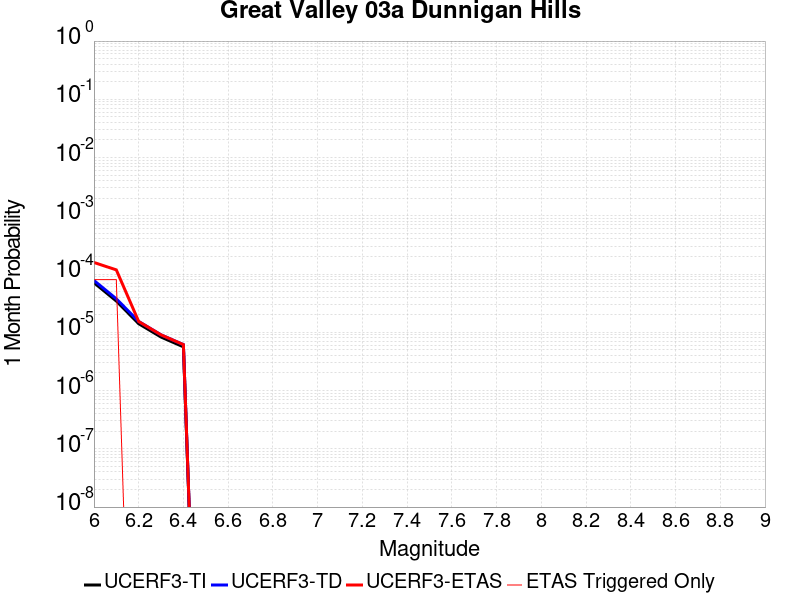 Great Valley 03a Dunnigan Hills
10^0
10^-1
10^-2
10^-3
10^-4
10^-5
10^-6
10^-7
10^-8
1 Month Probability
6 6.2 6.4 6.6 6.8 7 7.2 7.4 7.6 7.8 8 8.2 8.4 8.6 8.8 9
Magnitude
UCERF3-TI UCERF3-TD UCERF3-ETAS ETAS Triggered Only